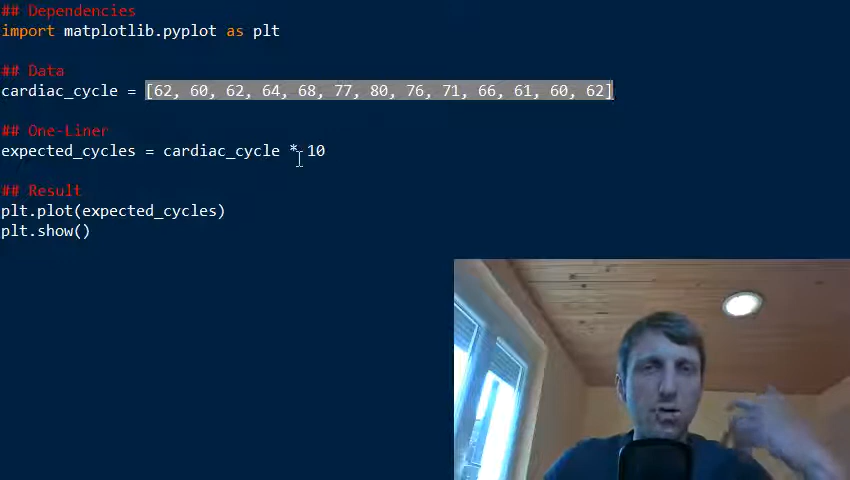 ## Dependencies
import matplotlib.pyplot as plt
## Data
cardiac_cycle = [62, 60, 62, 64, 68, 77, 80, 76, 71, 66, 61, 60, 62]
## One-Liner
expected_cycles = cardiac_cycle * 10
## Result
plt.plot(expected_cycles)
plt.show()